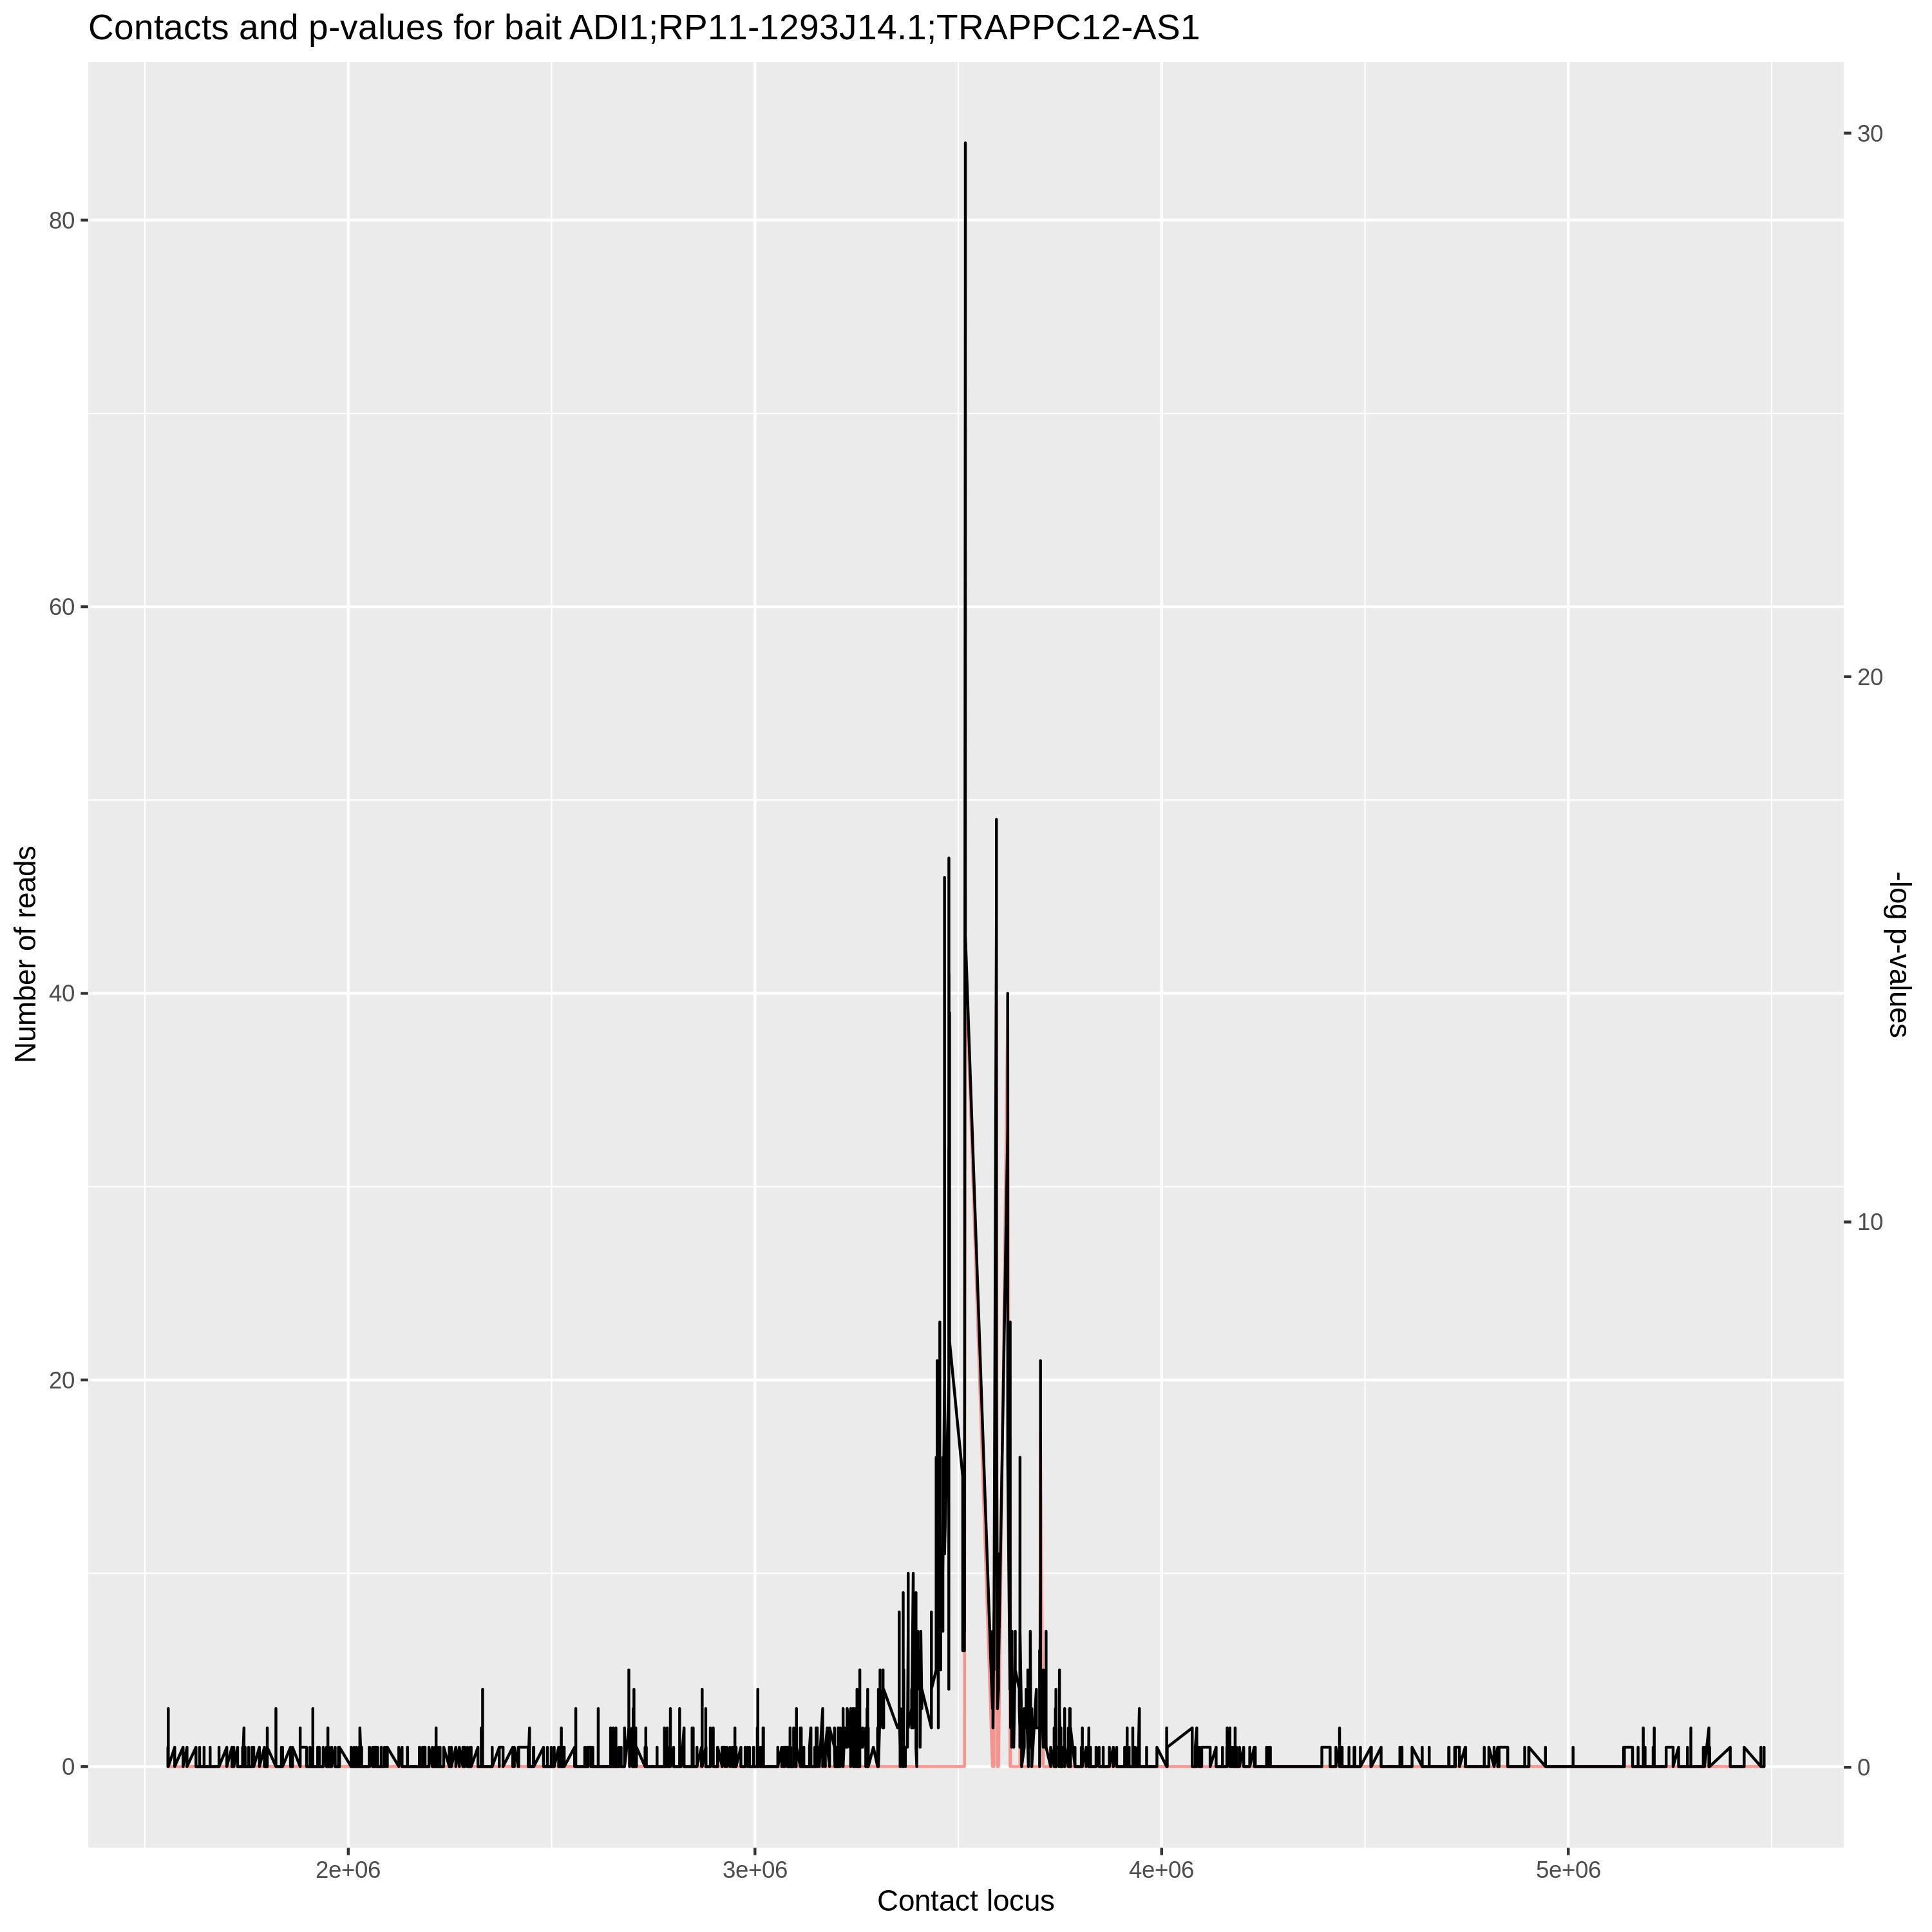 Contacts and p-values for bait ADI1;RP11-1293J14.1;TRAPPC12-AS1
30
80
20
60
Number of reads
-log p-values
40
10
20
0
0
2e+06 3e+06 4e+06 5e+06
Contact locus